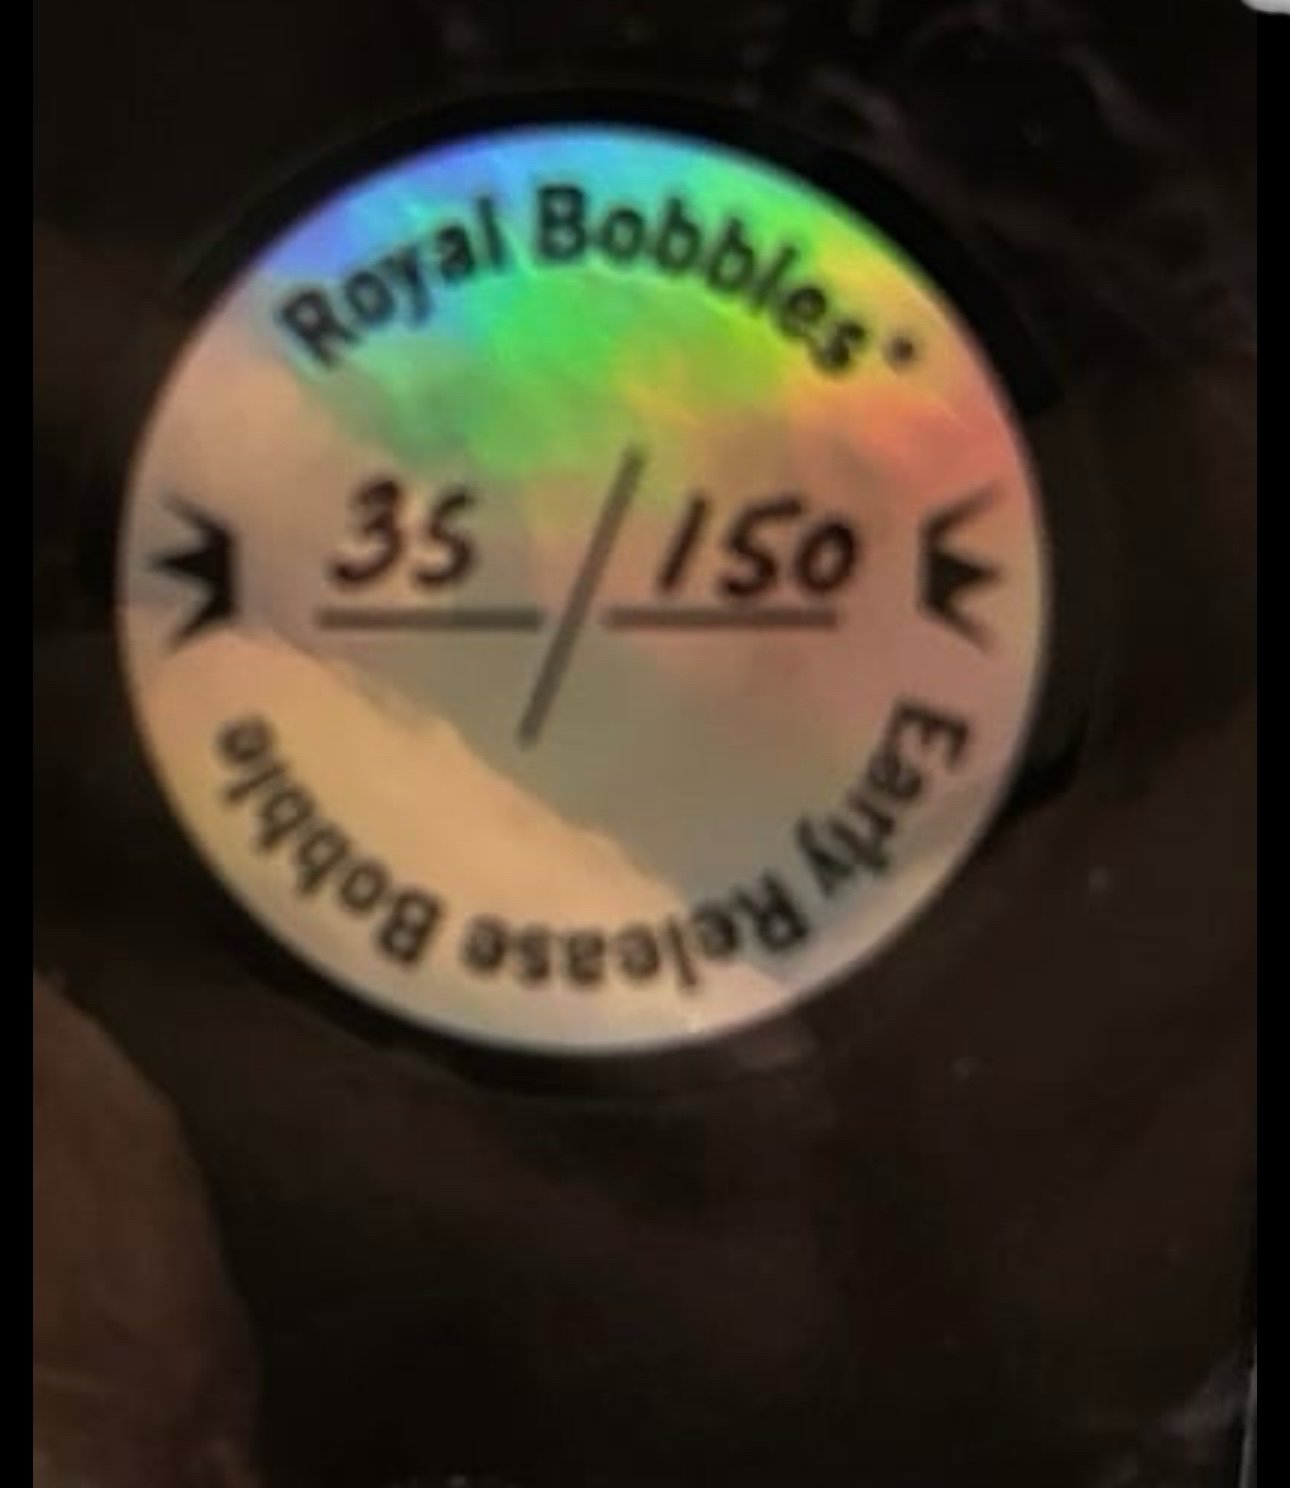 Royal Bobbles®
35 / 150
Early Release Bobble